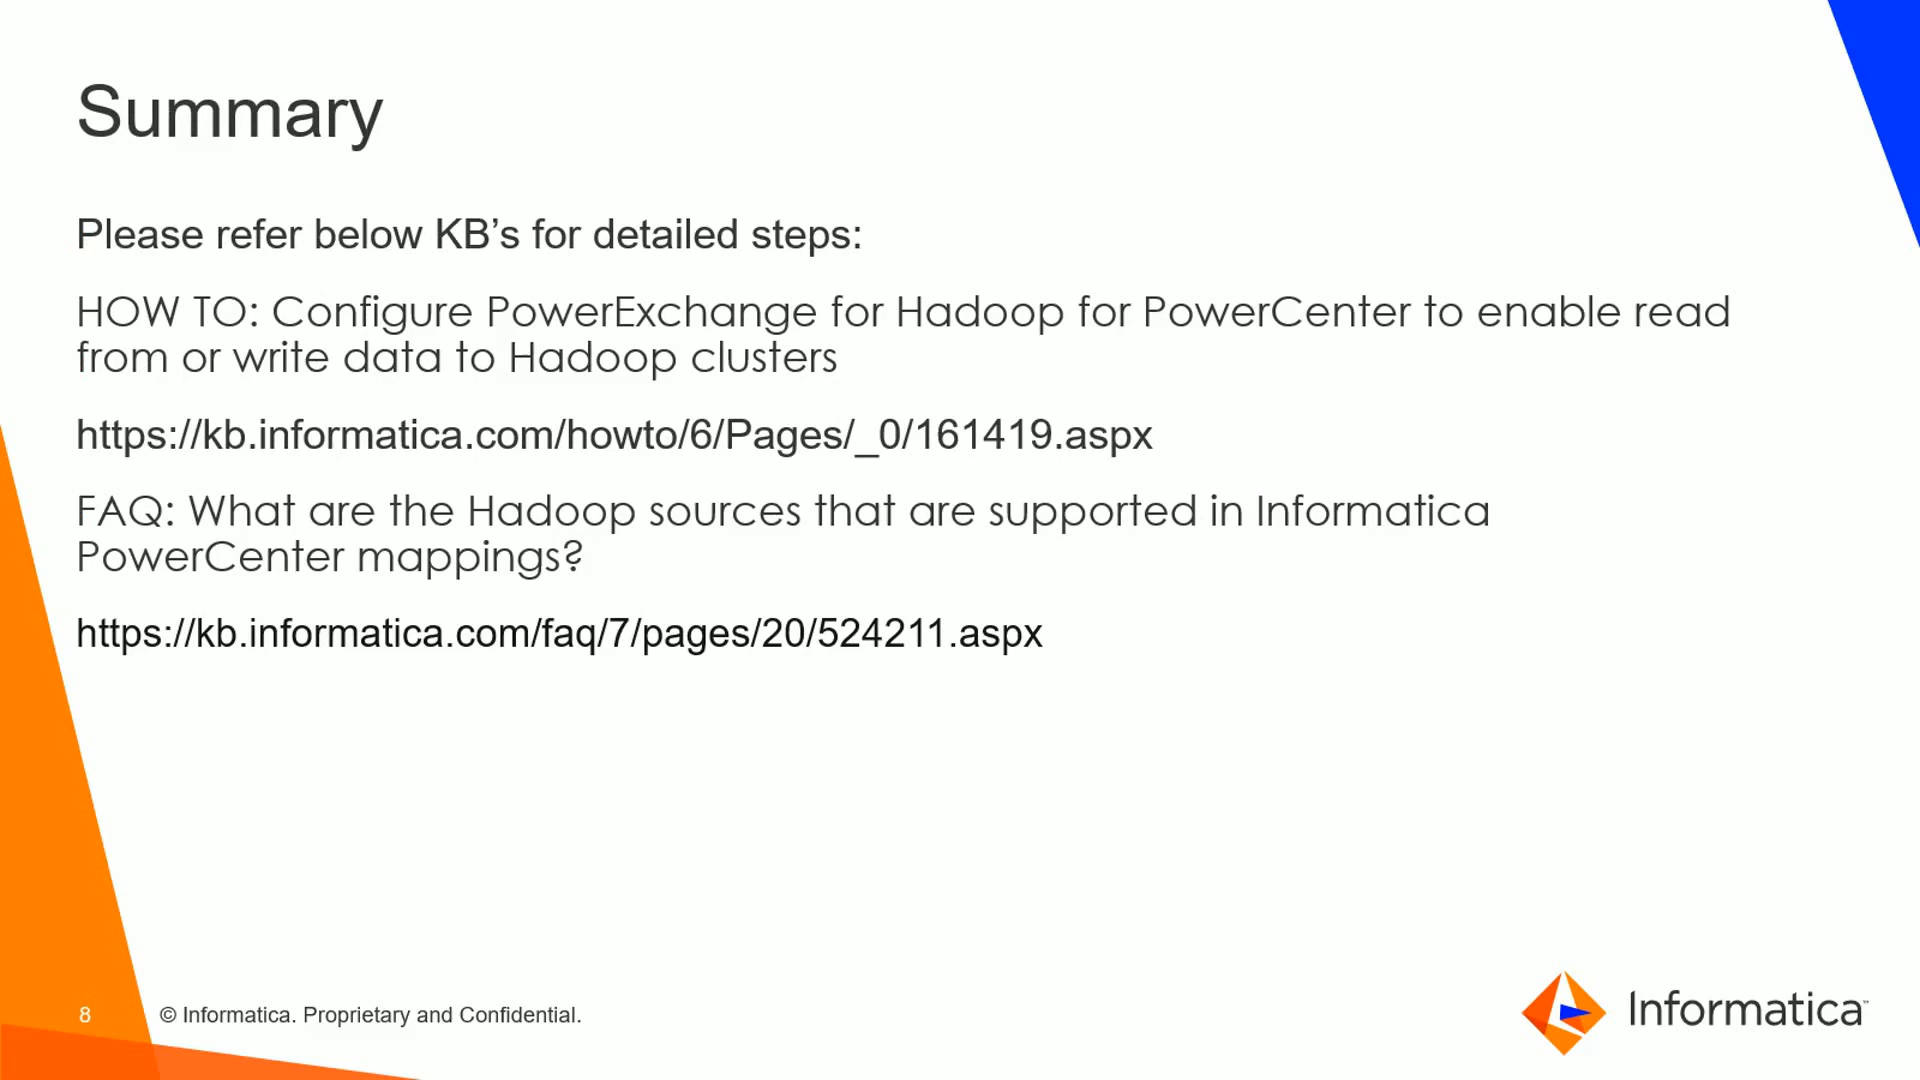 Summary
Please refer below KB’s for detailed steps:
HOW TO: Configure PowerExchange for Hadoop for PowerCenter to enable read
from or write data to Hadoop clusters
https://kb.informatica.com/howto/6/Pages/_0/161419.aspx
FAQ: What are the Hadoop sources that are supported in Informatica
PowerCenter mappings?
https://kb.informatica.com/faq/7/pages/20/524211.aspx
8
© Informatica. Proprietary and Confidential.
Informatica™